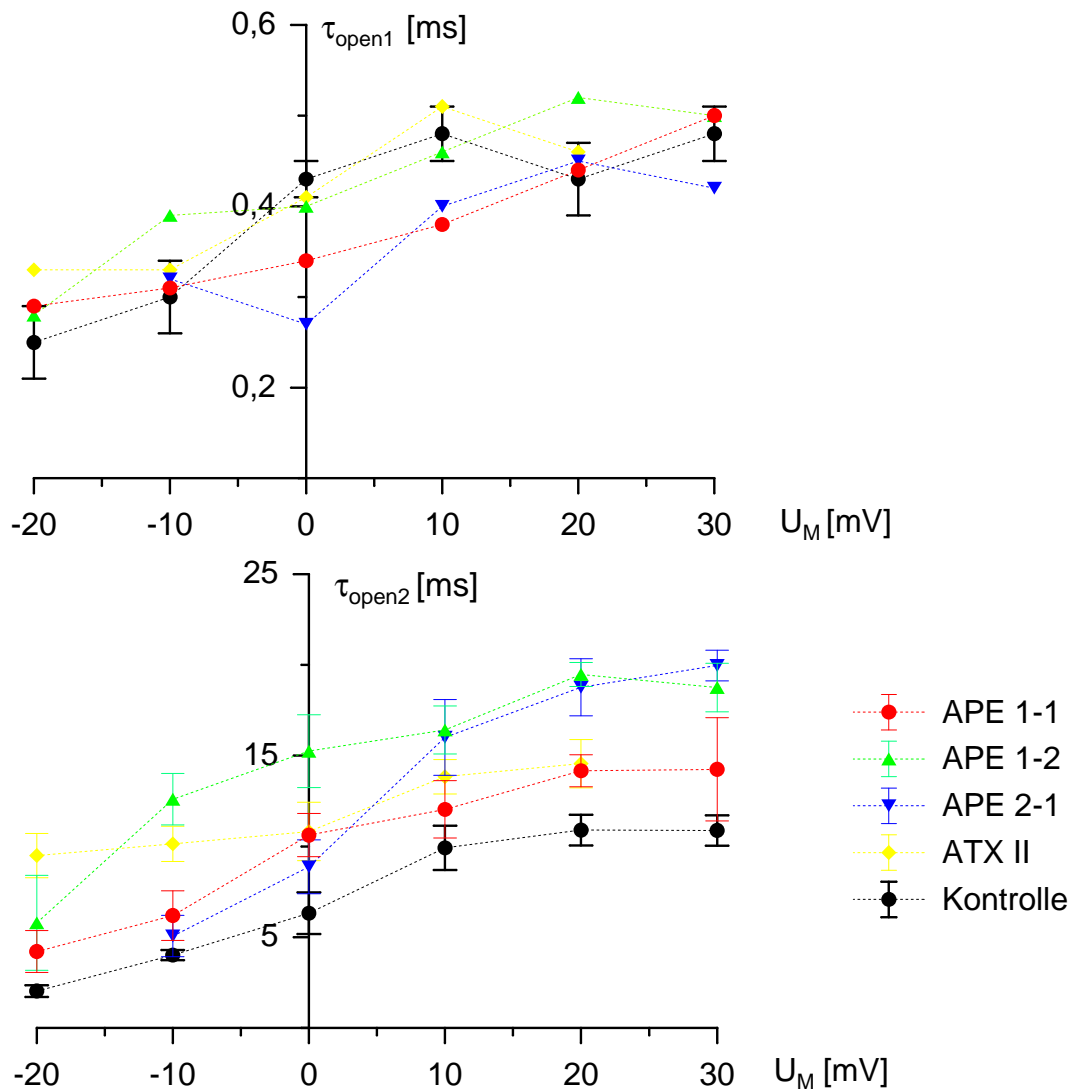 0,6
τopen1 [ms]
0,4
0,2
-20 -10 0 10 20 30 UM [mV]
25
τopen2 [ms]
15
5
-20 -10 0 10 20 30 UM [mV]
APE 1-1
APE 1-2
APE 2-1
ATX II
Kontrolle